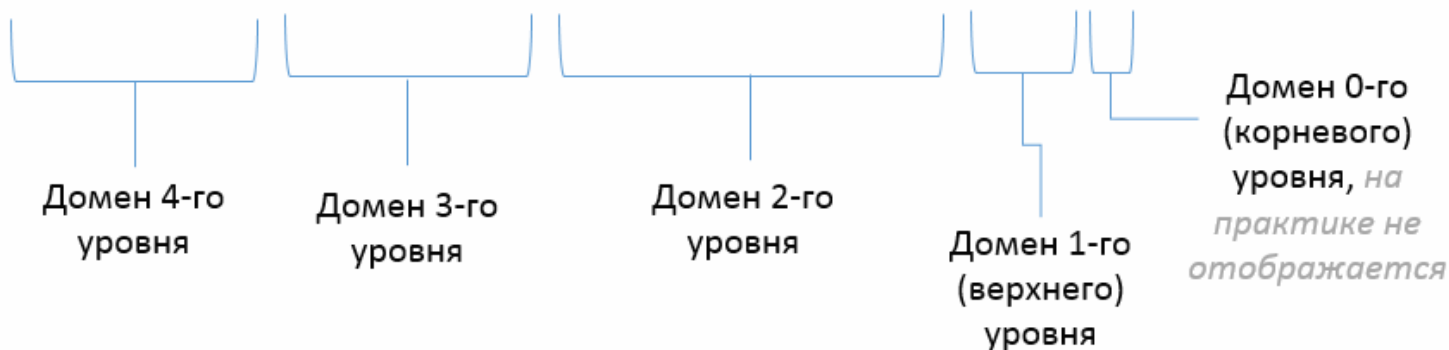 Домен 4-го
уровня
Домен 3-го
уровня
Домен 2-го
уровня
Домен 1-го
(верхнего)
уровня
Домен 0-го
(корневого)
уровня, на
практике не
отображается